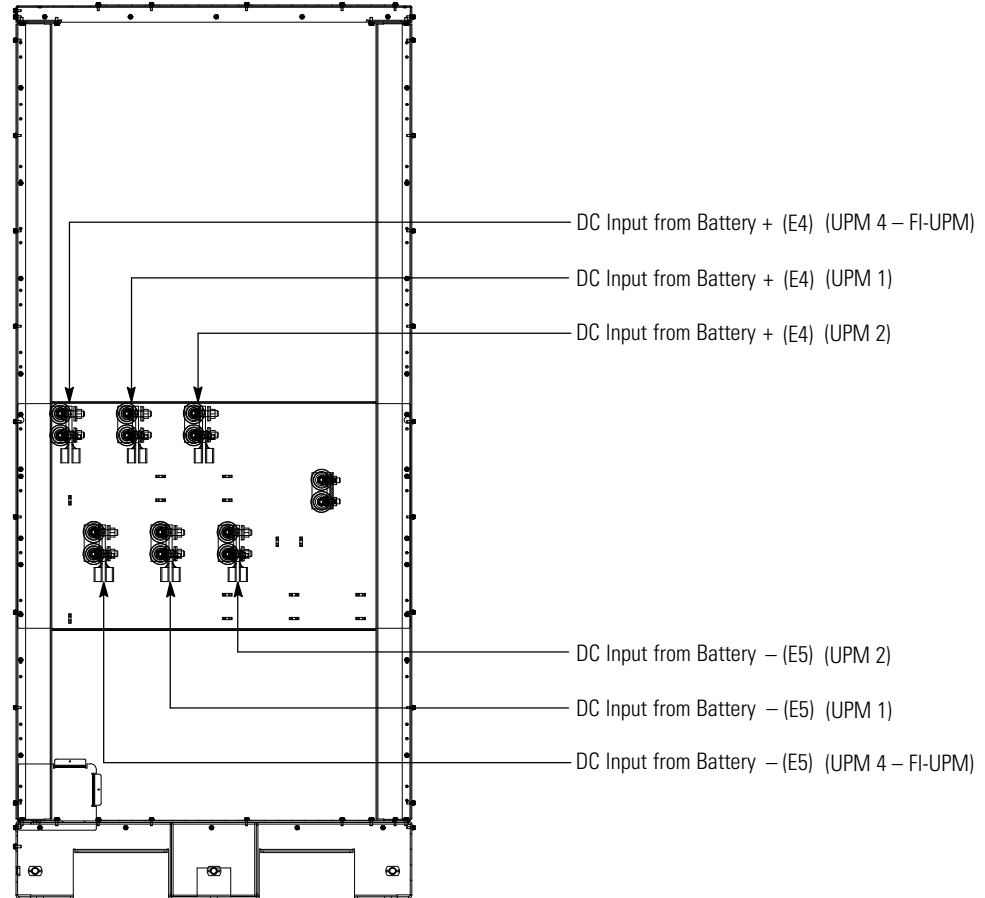 DC Input from Battery + (E4) (UPM 4 – FI-UPM)
DC Input from Battery + (E4) (UPM 1)
DC Input from Battery + (E4) (UPM 2)
DC Input from Battery – (E5) (UPM 2)
DC Input from Battery – (E5) (UPM 1)
DC Input from Battery – (E5) (UPM 4 – FI-UPM)